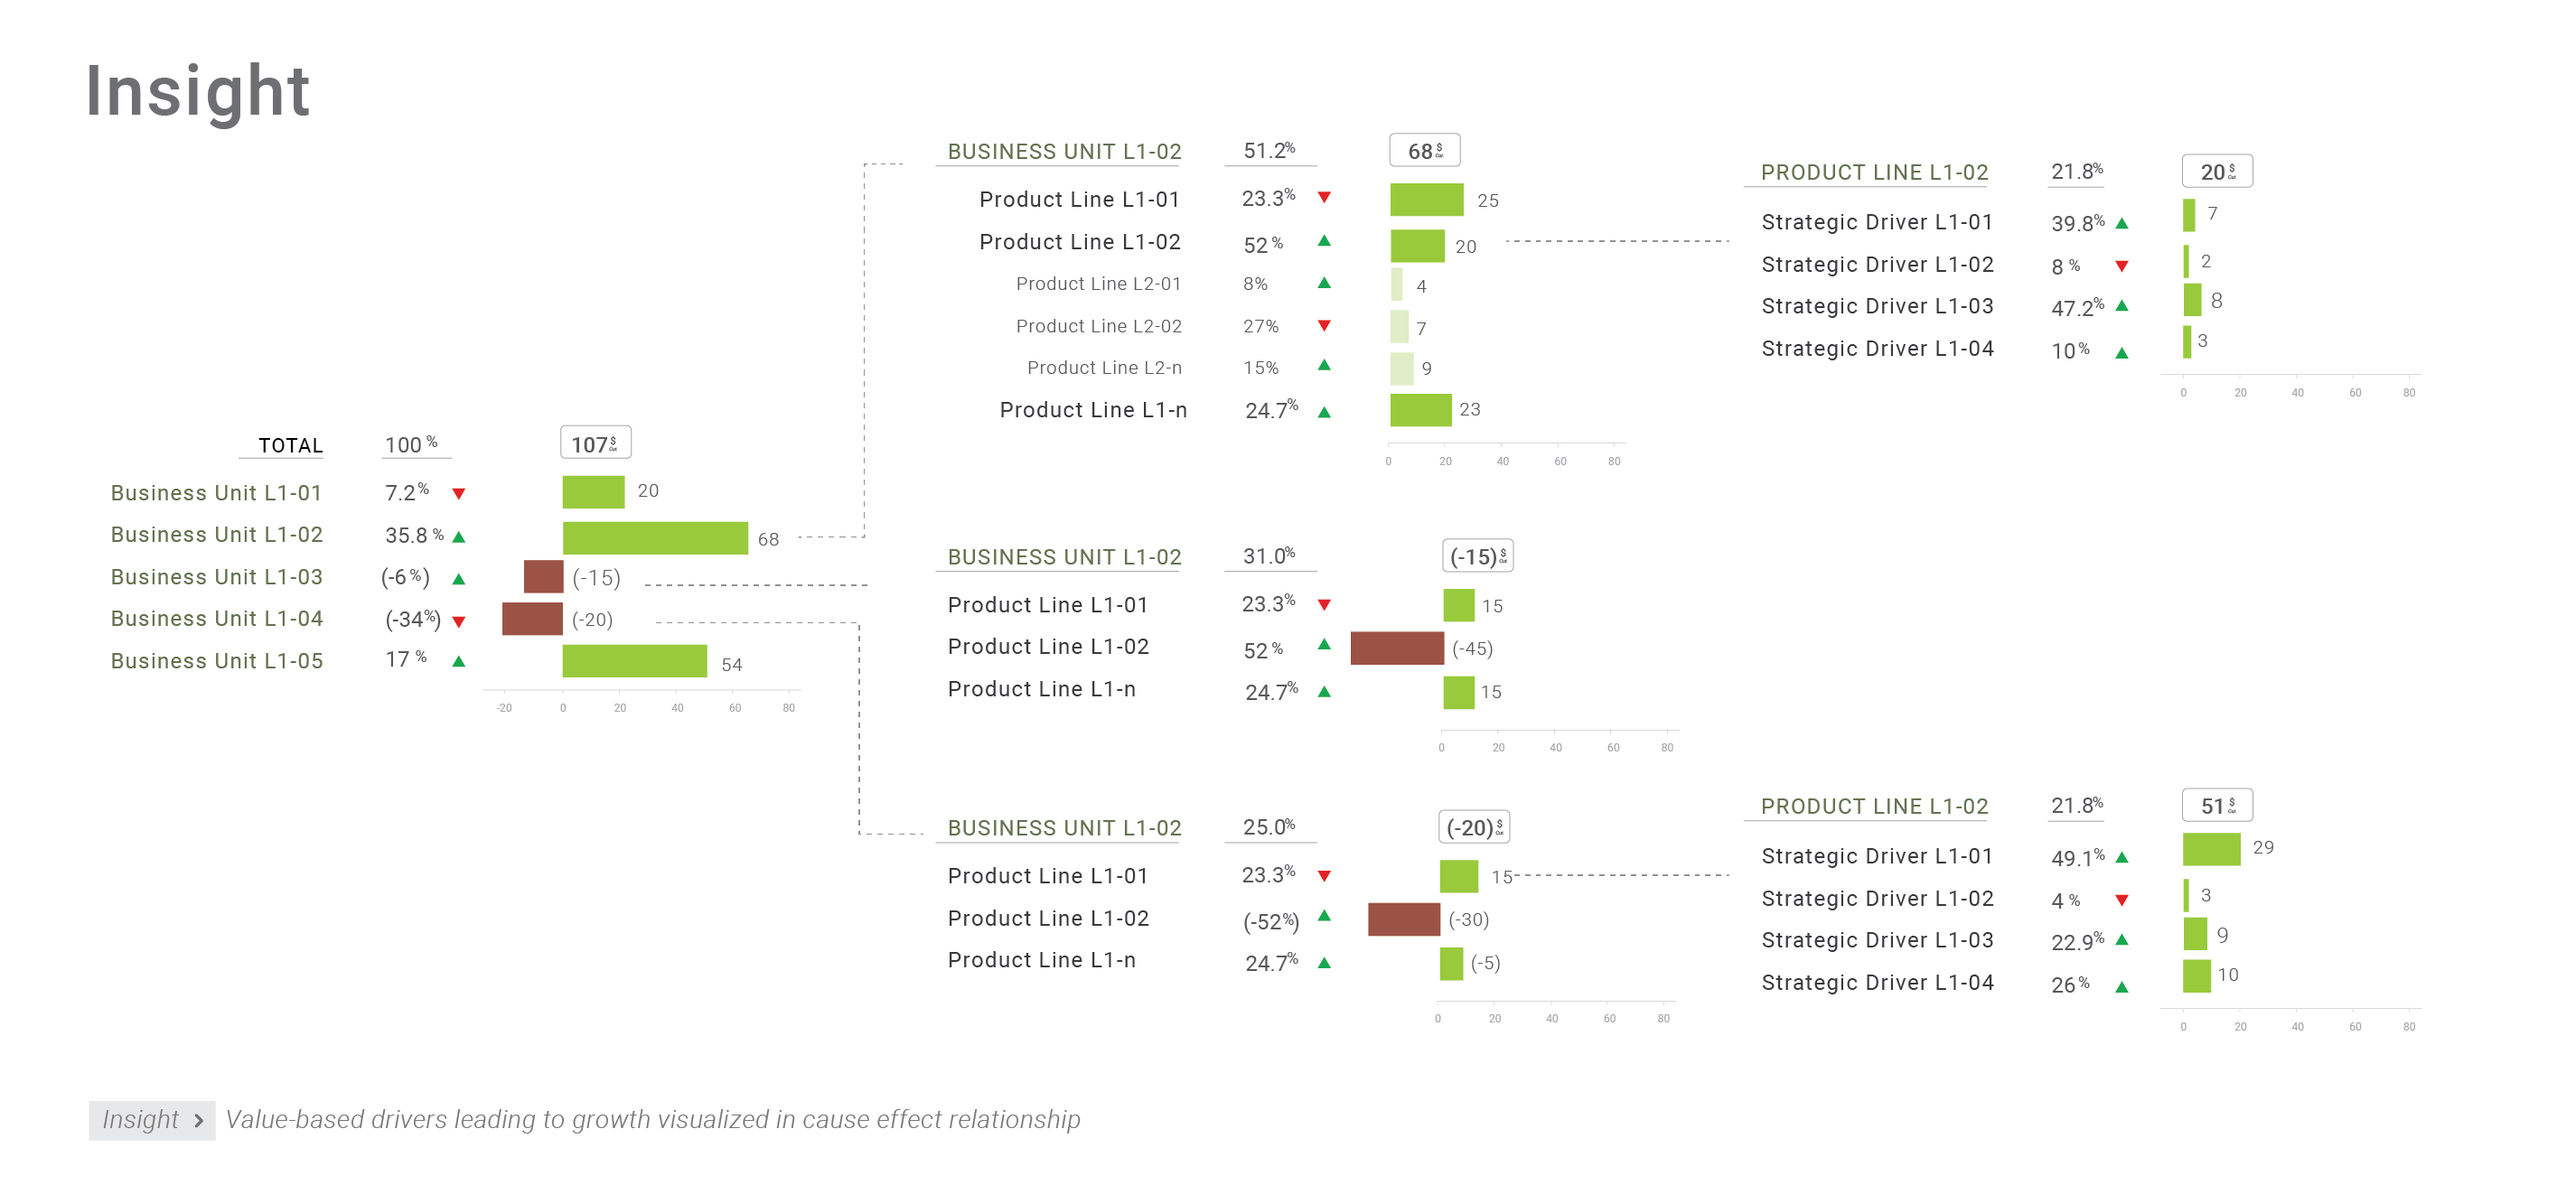 Insight
TOTAL 100 % 107 $
Business Unit L1-01 7.2% 20
Business Unit L1-02 35.8 % 68
Business Unit L1-03 (-6%) (-15)
Business Unit L1-04 (-34%) (-20)
Business Unit L1-05 17 % 54
-20 0 20 40 60 80
BUSINESS UNIT L1-02 51.2% 68 $
Product Line L1-01 23.3% 25
Product Line L1-02 52 % 20
Product Line L2-01 8% 4
Product Line L2-02 27% 7
Product Line L2-n 15% 9
Product Line L1-n 24.7% 23
0 20 40 60 80
BUSINESS UNIT L1-02 31.0% (-15) $
Product Line L1-01 23.3% 15
Product Line L1-02 52 % (-45)
Product Line L1-n 24.7% 15
0 20 40 60 80
BUSINESS UNIT L1-02 25.0% (-20) $
Product Line L1-01 23.3% 15
Product Line L1-02 (-52%) (-30)
Product Line L1-n 24.7% (-5)
0 20 40 60 80
PRODUCT LINE L1-02 21.8% 20 $
Strategic Driver L1-01 39.8% 7
Strategic Driver L1-02 8 % 2
Strategic Driver L1-03 47.2% 8
Strategic Driver L1-04 10 % 3
0 20 40 60 80
PRODUCT LINE L1-02 21.8% 51 $
Strategic Driver L1-01 49.1% 29
Strategic Driver L1-02 4 % 3
Strategic Driver L1-03 22.9% 9
Strategic Driver L1-04 26 % 10
0 20 40 60 80
Insight > Value-based drivers leading to growth visualized in cause effect relationship